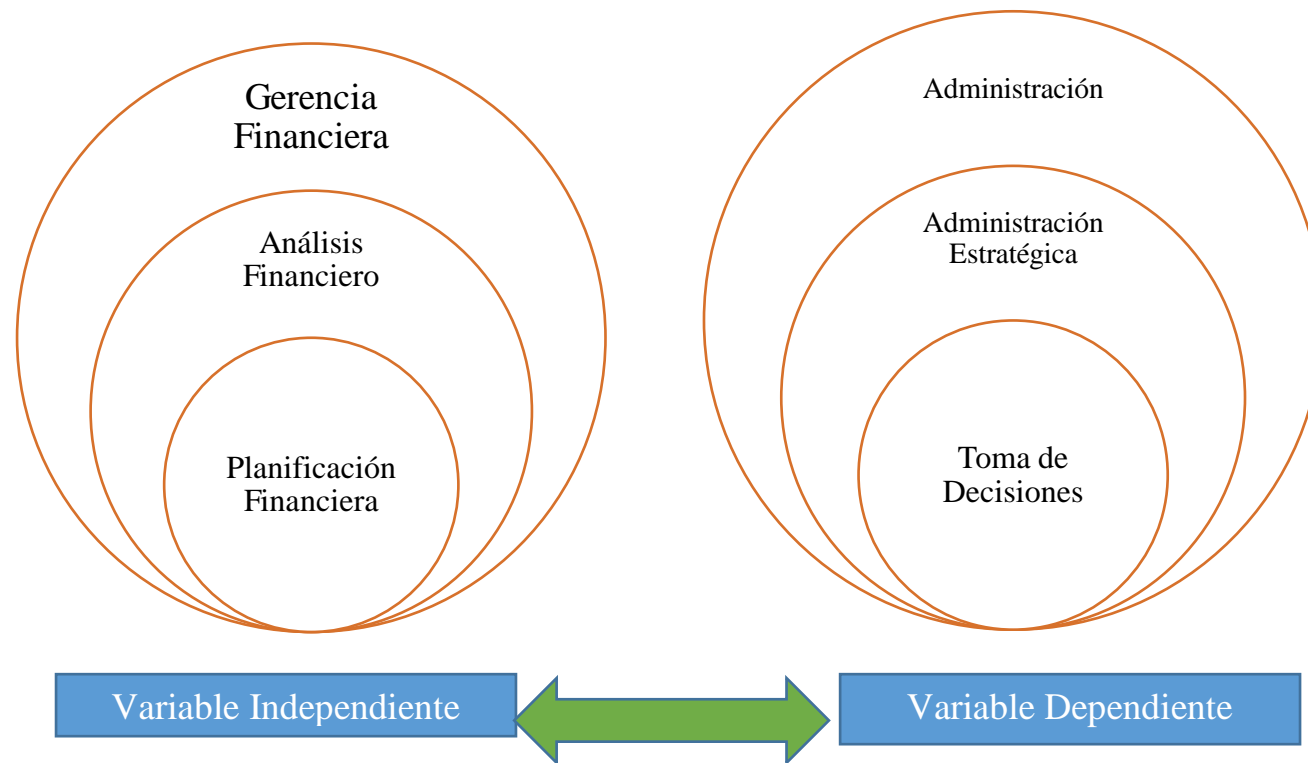 Gerencia
Financiera
Análisis
Financiero
Planificación
Financiera
Administración
Administración
Estratégica
Toma de
Decisiones
Variable Independiente
Variable Dependiente